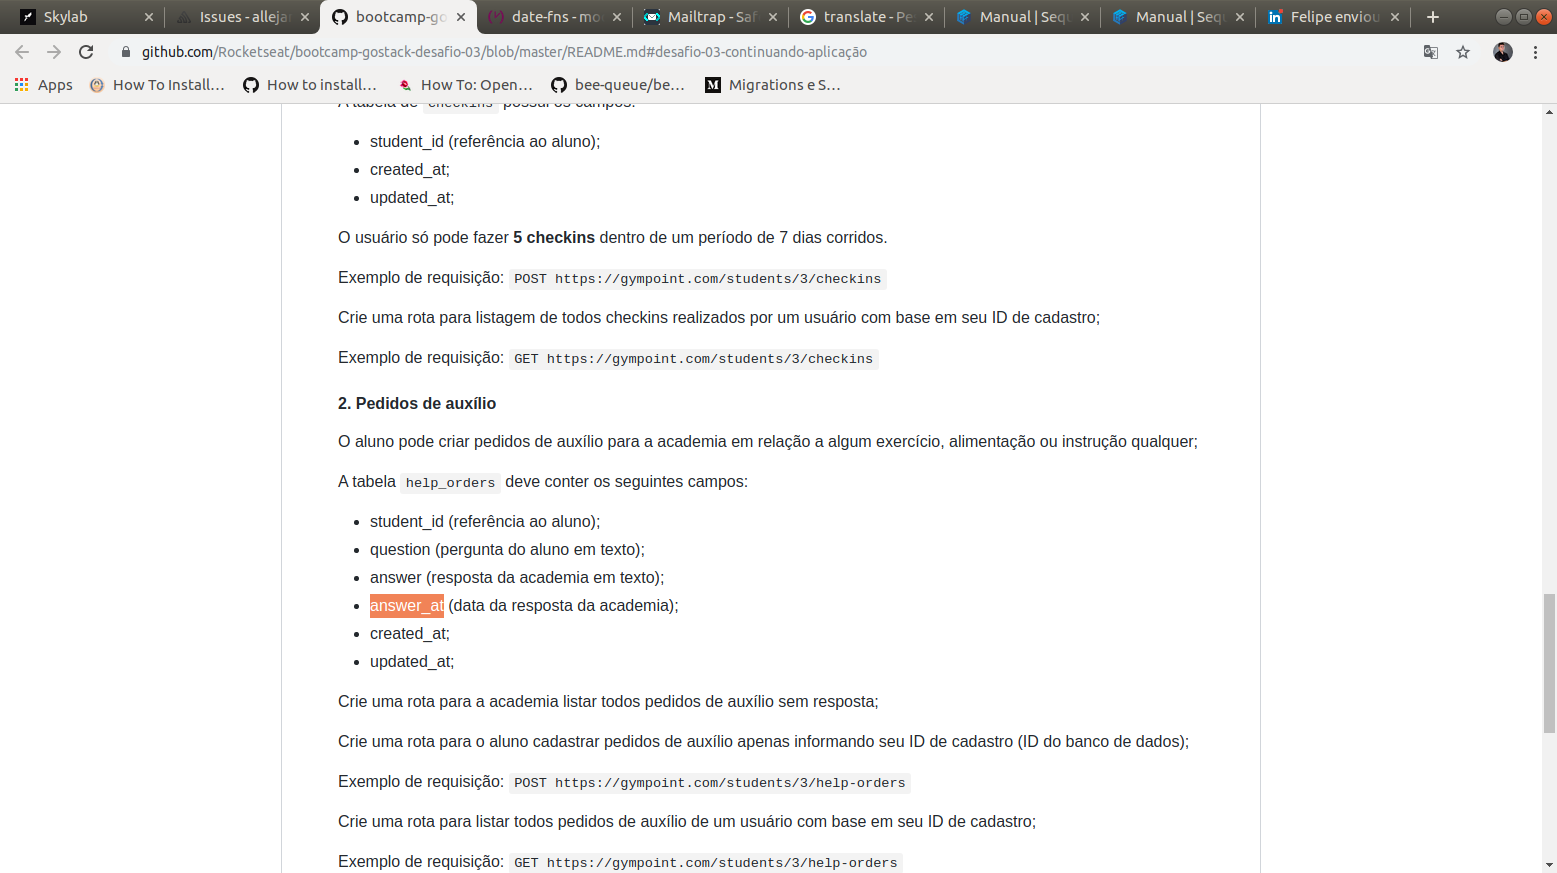 Skylab
Issues - alleja
bootcamp-go
date-fns - mo
Mailtrap - Saf
translate - Pe
Manual | Sequ
Manual | Sequ
Felipe enviou
github.com/Rocketseat/bootcamp-gostack-desafio-03/blob/master/README.md#desafio-03-continuando-aplicação
Apps
How To Install...
How to install...
How To: Open...
bee-queue/be...
Migrations e S...
A tabela de checkins possui os campos:
student_id (referência ao aluno);
created_at;
updated_at;
O usuário só pode fazer 5 checkins dentro de um período de 7 dias corridos.
Exemplo de requisição: POST https://gympoint.com/students/3/checkins
Crie uma rota para listagem de todos checkins realizados por um usuário com base em seu ID de cadastro;
Exemplo de requisição: GET https://gympoint.com/students/3/checkins
2. Pedidos de auxílio
O aluno pode criar pedidos de auxílio para a academia em relação a algum exercício, alimentação ou instrução qualquer;
A tabela help_orders deve conter os seguintes campos:
student_id (referência ao aluno);
question (pergunta do aluno em texto);
answer (resposta da academia em texto);
answer_at (data da resposta da academia);
created_at;
updated_at;
Crie uma rota para a academia listar todos pedidos de auxílio sem resposta;
Crie uma rota para o aluno cadastrar pedidos de auxílio apenas informando seu ID de cadastro (ID do banco de dados);
Exemplo de requisição: POST https://gympoint.com/students/3/help-orders
Crie uma rota para listar todos pedidos de auxílio de um usuário com base em seu ID de cadastro;
Exemplo de requisição: GET https://gympoint.com/students/3/help-orders